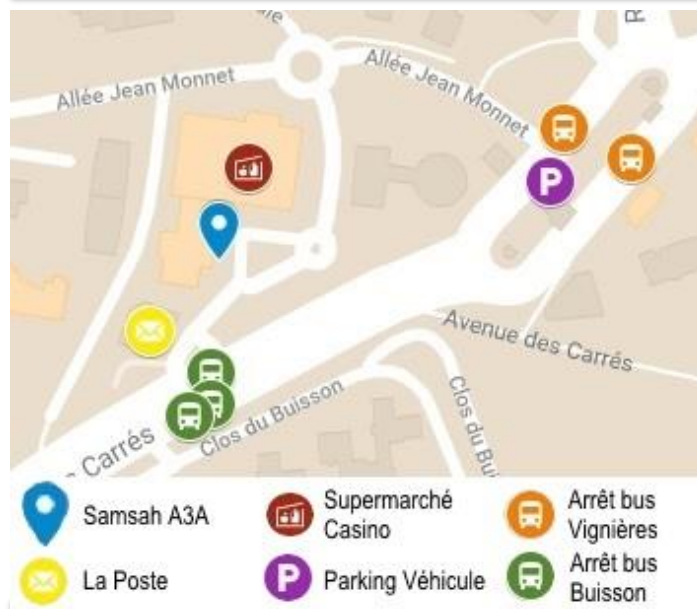 Allée Jean Monnet
Allée Jean Monnet
P
Avenue des Carrés
Clos du Buisson
Clos du Bui
Carrés
Samsah A3A
Supermarché
Casino
Arrêt bus
Vignières
La Poste
P
Parking Véhicule
Arrêt bus
Buisson